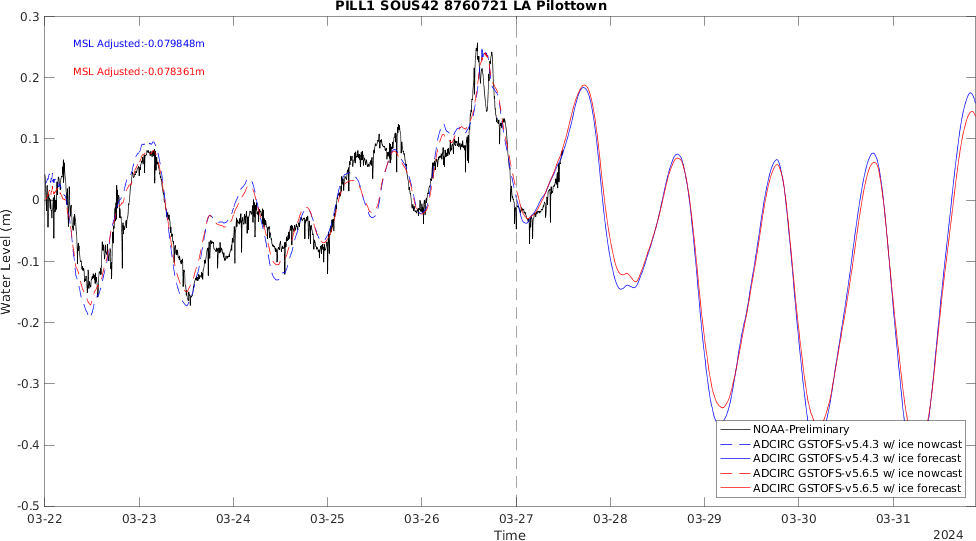 PILL1 SOUS42 8760721 LA Pilottown
MSL Adjusted:-0.079848m
MSL Adjusted:-0.078361m
Water Level (m)
0.3
0.2
0.1
0
-0.1
-0.2
-0.3
-0.4
-0.5
NOAA-Preliminary
ADCIRC GSTOFS-v5.4.3 w/ ice nowcast
ADCIRC GSTOFS-v5.4.3 w/ ice forecast
ADCIRC GSTOFS-v5.6.5 w/ ice nowcast
ADCIRC GSTOFS-v5.6.5 w/ ice forecast
03-22 03-23 03-24 03-25 03-26 03-27 03-28 03-29 03-30 03-31
Time
2024